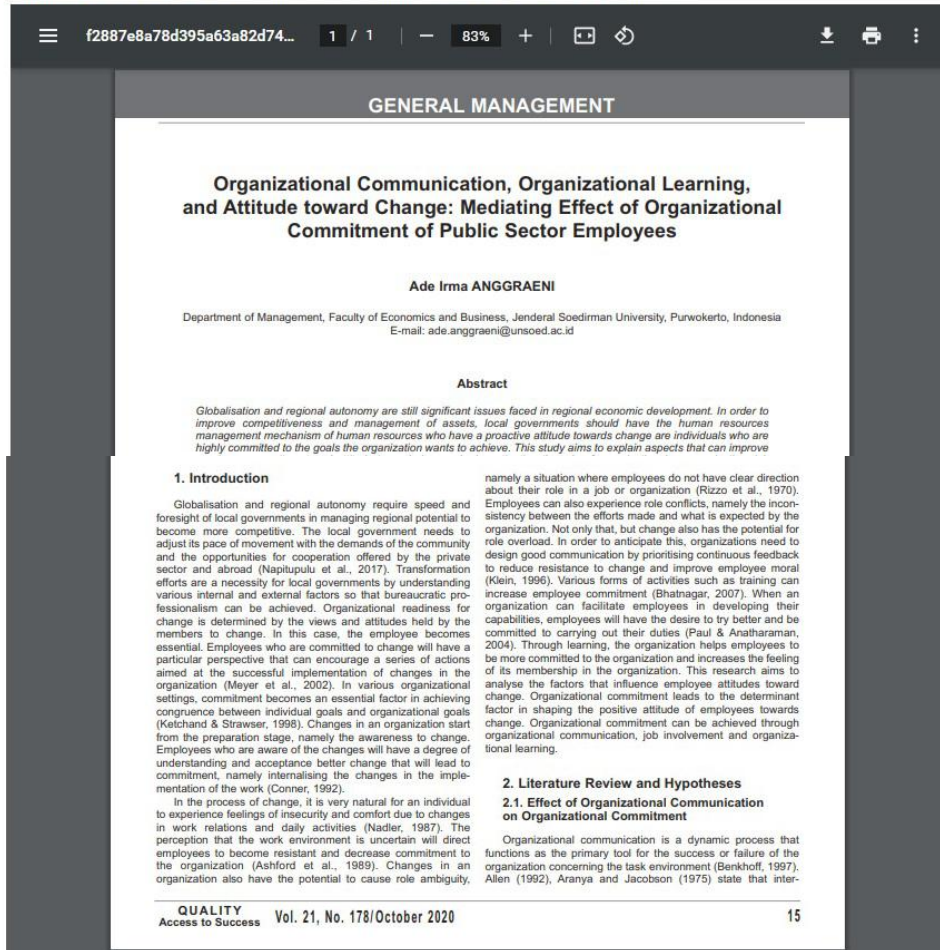 f2887e8a78d395a63a82d74...
1 / 1
83%
GENERAL MANAGEMENT
Organizational Communication, Organizational Learning,
and Attitude toward Change: Mediating Effect of Organizational
Commitment of Public Sector Employees
Ade Irma ANGGRAENI
Department of Management, Faculty of Economics and Business, Jenderal Soedirman University, Purwokerto, Indonesia
E-mail: ade.anggraeni@unsoed.ac.id
Abstract
Globalisation and regional autonomy are still significant issues faced in regional economic development. In order to
improve competitiveness and management of assets, local governments should have the human resources
management mechanism of human resources who have a proactive attitude towards change are individuals who are
highly committed to the goals the organization wants to achieve. This study aims to explain aspects that can improve
1. Introduction
Globalisation and regional autonomy require speed and
foresight of local governments in managing regional potential to
become more competitive. The local government needs to
adjust its pace of movement with the demands of the community
and the opportunities for cooperation offered by the private
sector and abroad (Napitupulu et al., 2017). Transformation
efforts are a necessity for local governments by understanding
various internal and external factors so that bureaucratic pro-
fessionalism can be achieved. Organizational readiness for
change is determined by the views and attitudes held by the
members to change. In this case, the employee becomes
essential. Employees who are committed to change will have a
particular perspective that can encourage a series of actions
aimed at the successful implementation of changes in the
organization (Meyer et al., 2002). In various organizational
settings, commitment becomes an essential factor in achieving
congruence between individual goals and organizational goals
(Ketchand & Strawser, 1998). Changes in an organization start
from the preparation stage, namely the awareness to change.
Employees who are aware of the changes will have a degree of
understanding and acceptance better change that will lead to
commitment, namely internalising the changes in the imple-
mentation of the work (Conner, 1992).
In the process of change, it is very natural for an individual
to experience feelings of insecurity and comfort due to changes
in work relations and daily activities (Nadler, 1987). The
perception that the work environment is uncertain will direct
employees to become resistant and decrease commitment to
the organization (Ashford et al., 1989). Changes in an
organization also have the potential to cause role ambiguity,
namely a situation where employees do not have clear direction
about their role in a job or organization (Rizzo et al., 1970).
Employees can also experience role conflicts, namely the incon-
sistency between the efforts made and what is expected by the
organization. Not only that, but change also has the potential for
role overload. In order to anticipate this, organizations need to
design good communication by prioritising continuous feedback
to reduce resistance to change and improve employee moral
(Klein, 1996). Various forms of activities such as training can
increase employee commitment (Bhatnagar, 2007). When an
organization can facilitate employees in developing their
capabilities, employees will have the desire to try better and be
committed to carrying out their duties (Paul & Anatharaman,
2004). Through learning, the organization helps employees to
be more committed to the organization and increases the feeling
of its membership in the organization. This research aims to
analyse the factors that influence employee attitudes toward
change. Organizational commitment leads to the determinant
factor in shaping the positive attitude of employees towards
change. Organizational commitment can be achieved through
organizational communication, job involvement and organiza-
tional learning.
2. Literature Review and Hypotheses
2.1. Effect of Organizational Communication
on Organizational Commitment
Organizational communication is a dynamic process that
functions as the primary tool for the success or failure of the
organization concerning the task environment (Benkhoff, 1997).
Allen (1992), Aranya and Jacobson (1975) state that inter-
QUALITY
Access to Success
Vol. 21, No. 178/October 2020
15